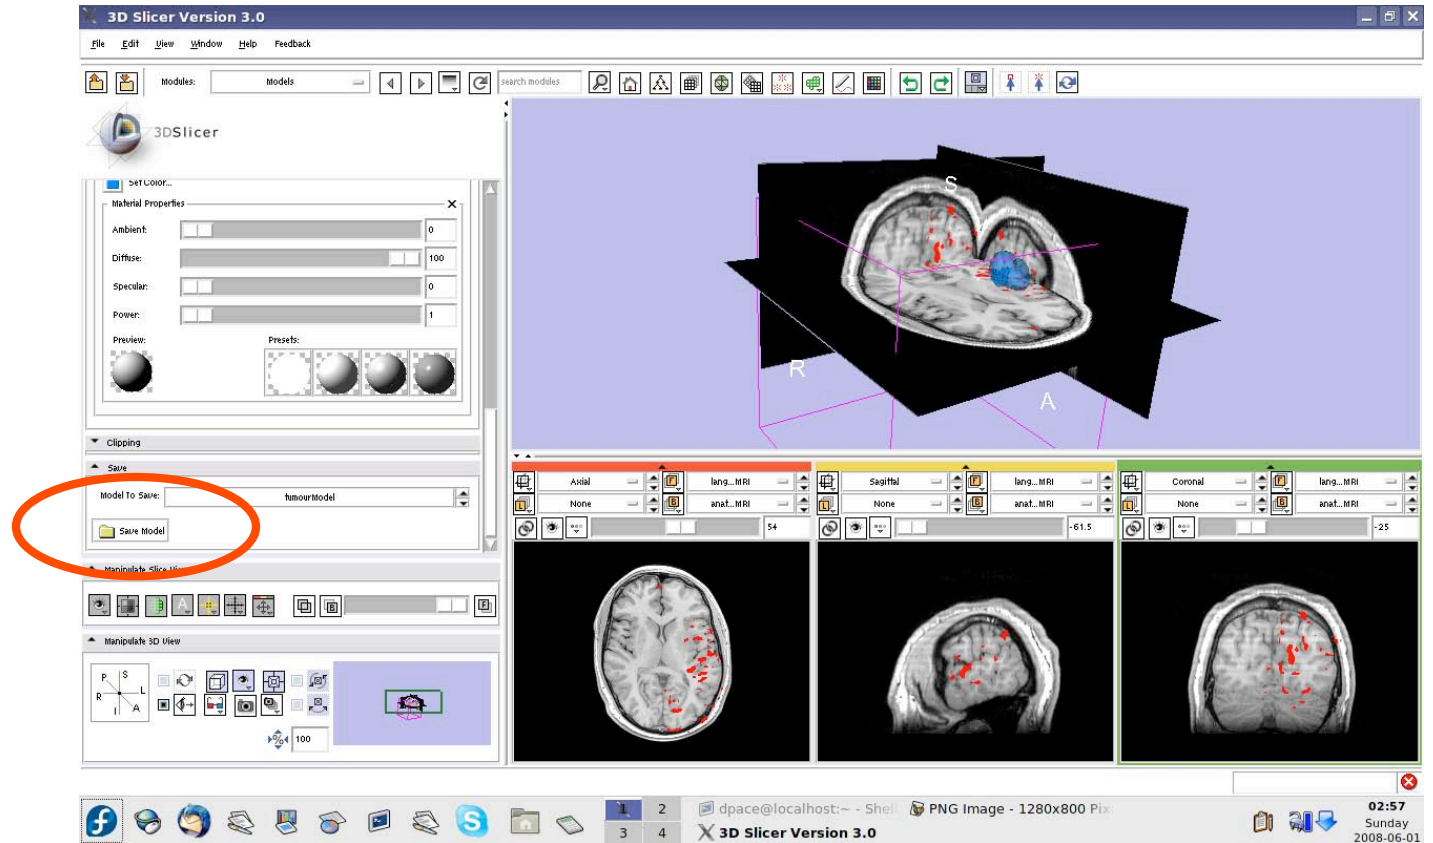 3D Slicer Version 3.0
File Edit View Window Help Feedback
Modules: Models search modules
3DSlicer
Set Color...
Material Properties
Ambient: 0
Diffuse: 100
Specular: 0
Power: 1
Preview: Presets:
Clipping
Save
Model To Save: tumourModel
Save Model
Manipulate Slice Vi
Manipulate 3D View
P S
R L
I A
% 100
S
R
A
Axial F lang...MRI
L None B anat...MRI
54
Sagittal F lang...MRI
L None B anat...MRI
-61.5
Coronal F lang...MRI
L None B anat...MRI
-25
1 2
3 4
dpace@localhost:~ - Shell
PNG Image - 1280x800 Pix
3D Slicer Version 3.0
02:57
Sunday
2008-06-01